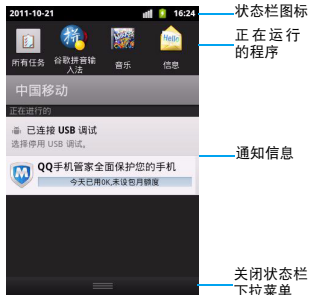 2011-10-21 16:24
状态栏图标
Hello
正在运行
的程序
所有任务 谷歌拼音输
入法 音乐 信息
中国移动
正在进行的
已连接 USB 调试
选择停用 USB 调试。
通知信息
QQ手机管家全面保护您的手机
今天已用0K,未设包月额度
关闭状态栏
下拉菜单